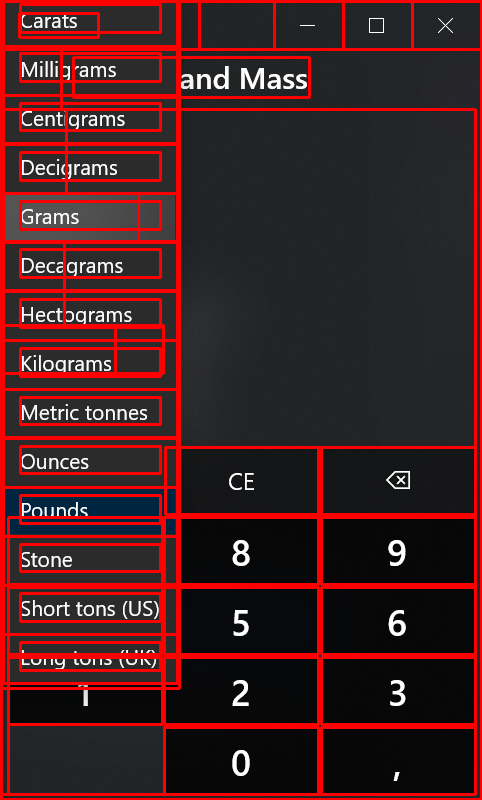 Carats
Milligrams
and Mass
Centigrams
Decigrams
Grams
Decagrams
Hectograms
Kilograms
Metric tonnes
Ounces
CE
Pounds
Stone
8
9
Short tons (US)
5
6
Long tons (UK)
1
2
3
0
,